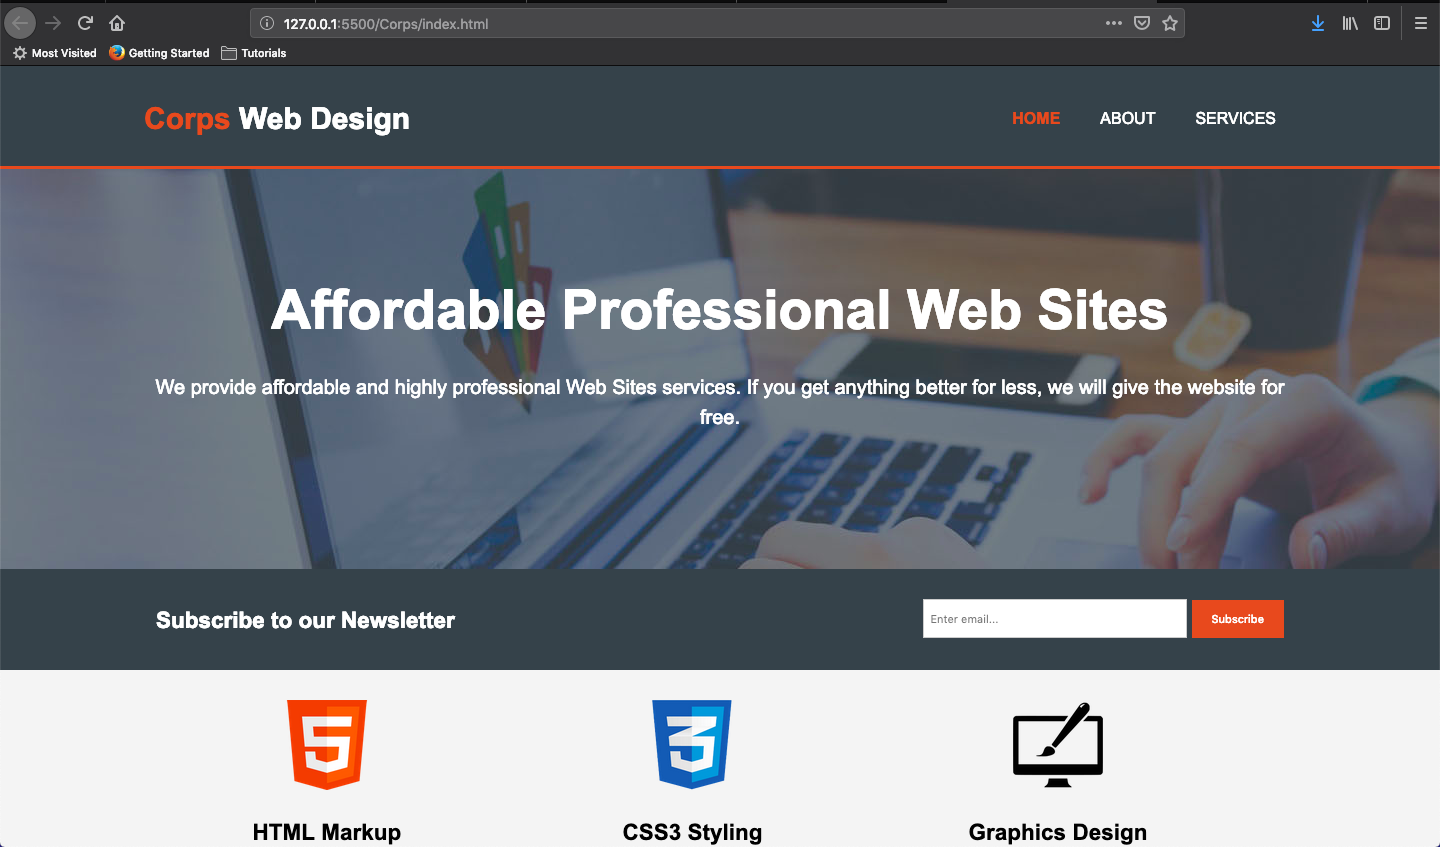 127.0.0.1:5500/Corps/index.html
Most Visited Getting Started Tutorials
Corps Web Design
HOME ABOUT SERVICES
Affordable Professional Web Sites
We provide affordable and highly professional Web Sites services. If you get anything better for less, we will give the website for
free.
Subscribe to our Newsletter
Enter email...
Subscribe
HTML Markup
CSS3 Styling
Graphics Design